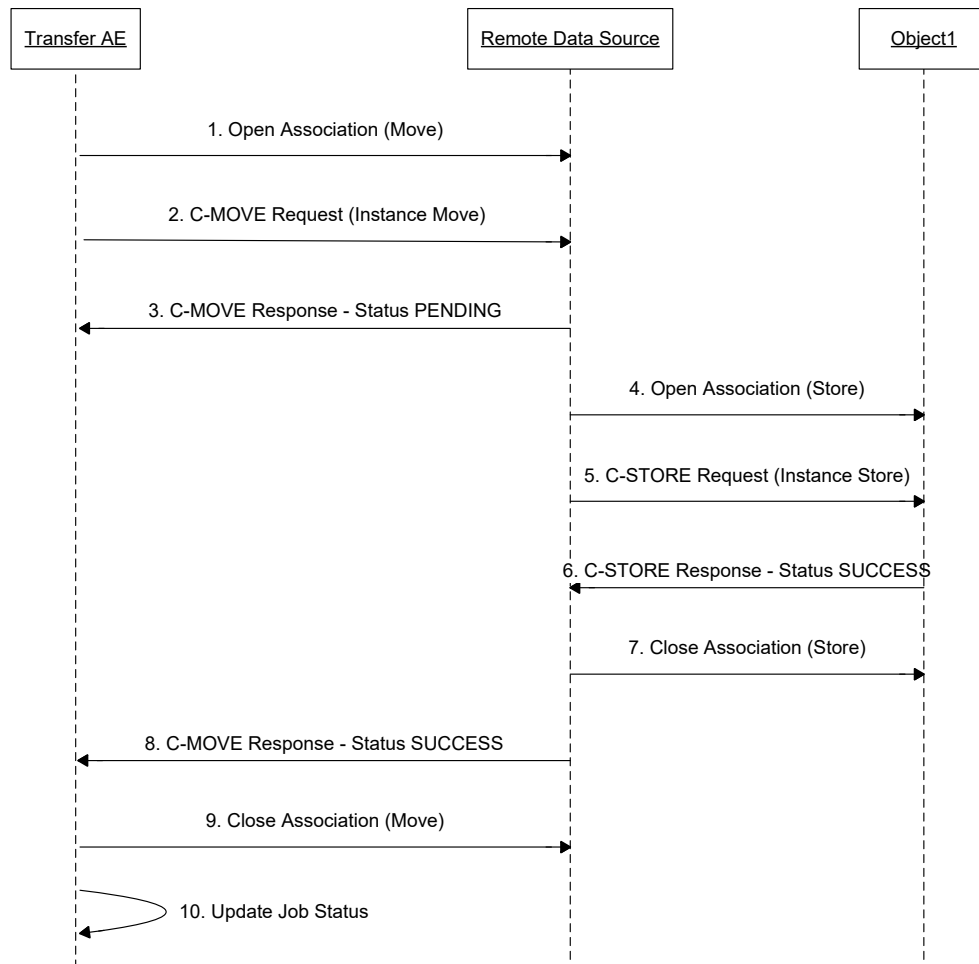 Transfer AE
Remote Data Source
Object1
1. Open Association (Move)
2. C-MOVE Request (Instance Move)
3. C-MOVE Response - Status PENDING
4. Open Association (Store)
5. C-STORE Request (Instance Store)
6. C-STORE Response - Status SUCCESS
7. Close Association (Store)
8. C-MOVE Response - Status SUCCESS
9. Close Association (Move)
10. Update Job Status